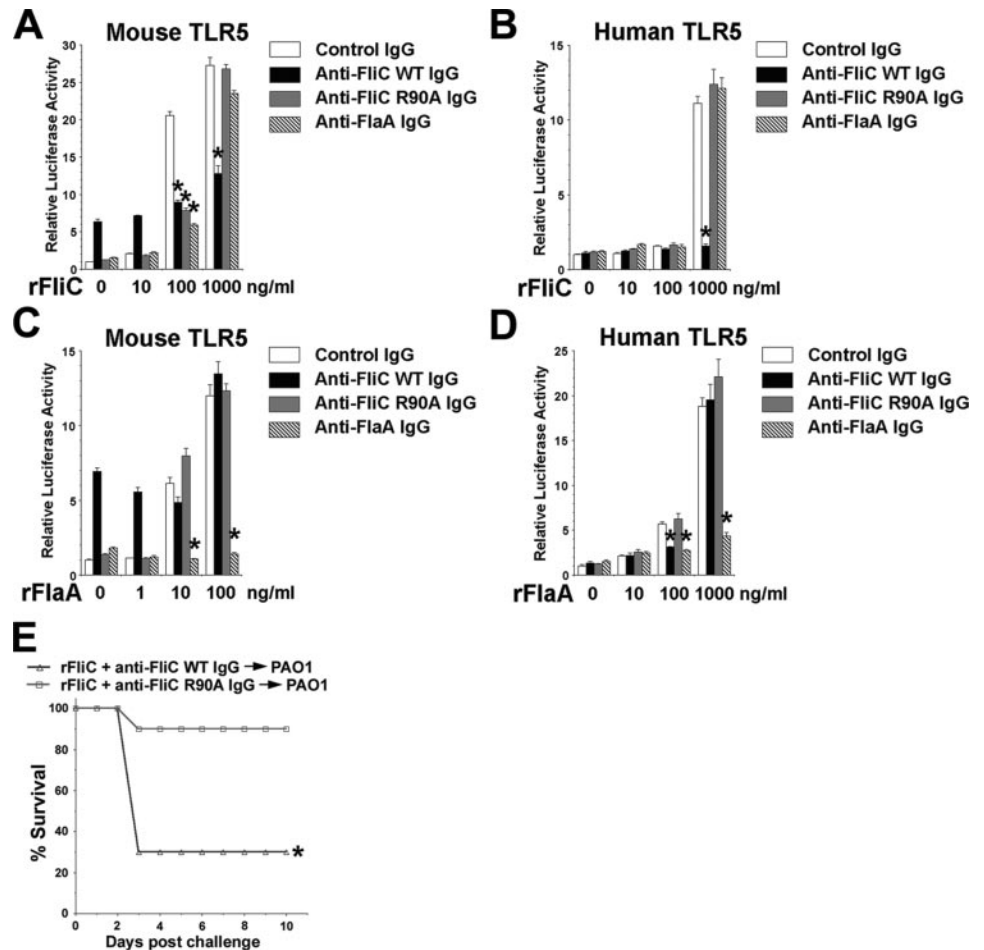 A
Mouse TLR5
Relative Luciferase Activity
30
25
20
15
10
5
0
* * * *
rFliC 0 10 100 1000 ng/ml
Control IgG
Anti-FliC WT IgG
Anti-FliC R90A IgG
Anti-FlaA IgG
B
Human TLR5
Relative Luciferase Activity
15
10
5
0
*
rFliC 0 10 100 1000 ng/ml
Control IgG
Anti-FliC WT IgG
Anti-FliC R90A IgG
Anti-FlaA IgG
C
Mouse TLR5
Relative Luciferase Activity
15
10
5
0
* *
rFlaA 0 1 10 100 ng/ml
Control IgG
Anti-FliC WT IgG
Anti-FliC R90A IgG
Anti-FlaA IgG
D
Human TLR5
Relative Luciferase Activity
25
20
15
10
5
0
* * *
rFlaA 0 10 100 1000 ng/ml
Control IgG
Anti-FliC WT IgG
Anti-FliC R90A IgG
Anti-FlaA IgG
E
rFliC + anti-FliC WT IgG → PAO1
rFliC + anti-FliC R90A IgG → PAO1
% Survival
100
80
60
40
20
0
*
0 2 4 6 8 10
Days post challenge